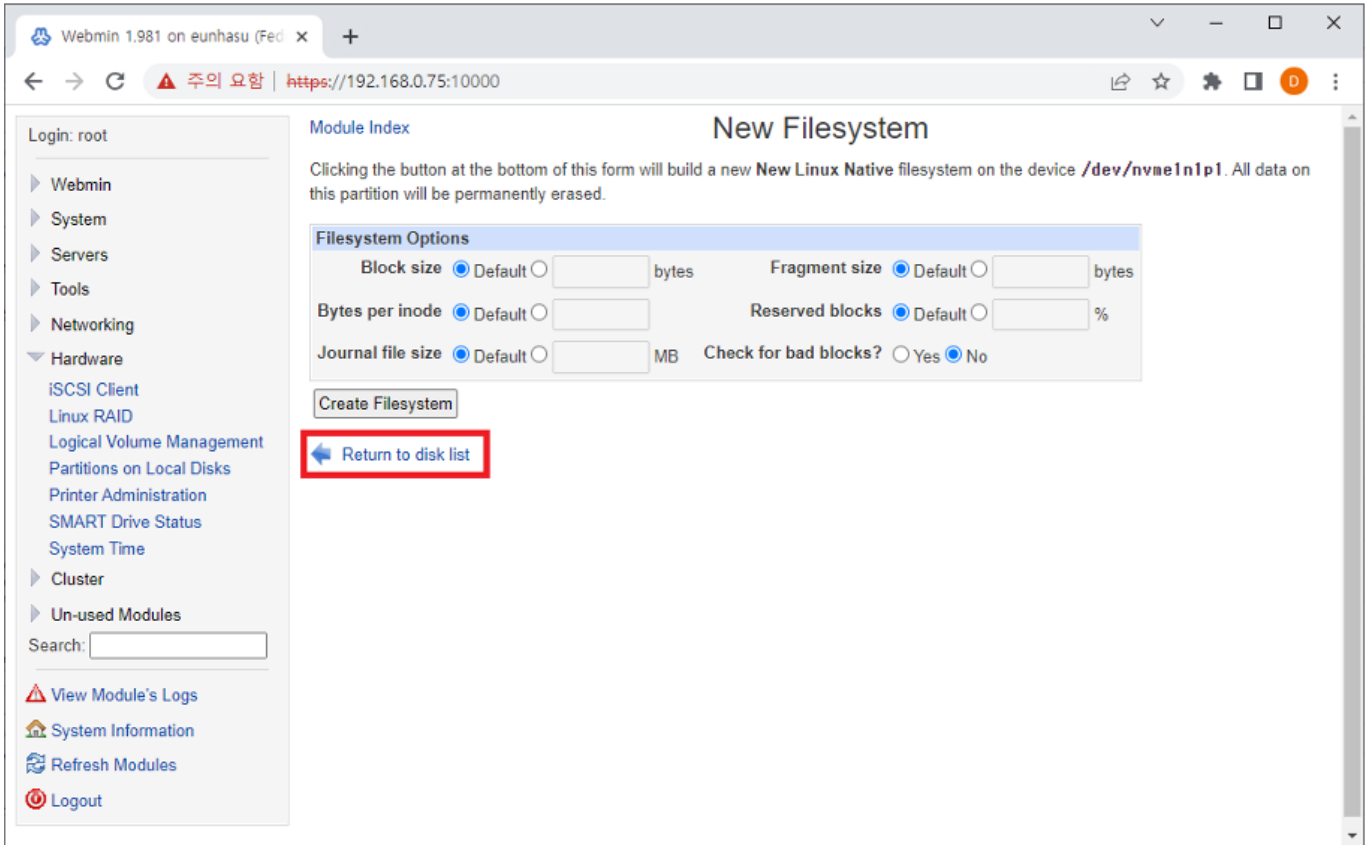 Webmin 1.981 on eunhasu (Fed
주의 요함 https://192.168.0.75:10000
D
Login: root
Webmin
System
Servers
Tools
Networking
Hardware
iSCSI Client
Linux RAID
Logical Volume Management
Partitions on Local Disks
Printer Administration
SMART Drive Status
System Time
Cluster
Un-used Modules
Search:
View Module's Logs
System Information
Refresh Modules
Logout
Module Index
New Filesystem
Clicking the button at the bottom of this form will build a new New Linux Native filesystem on the device /dev/nvme1n1p1. All data on
this partition will be permanently erased.
Filesystem Options
Block size Default bytes Fragment size Default bytes
Bytes per inode Default Reserved blocks Default %
Journal file size Default MB Check for bad blocks? Yes No
Create Filesystem
Return to disk list